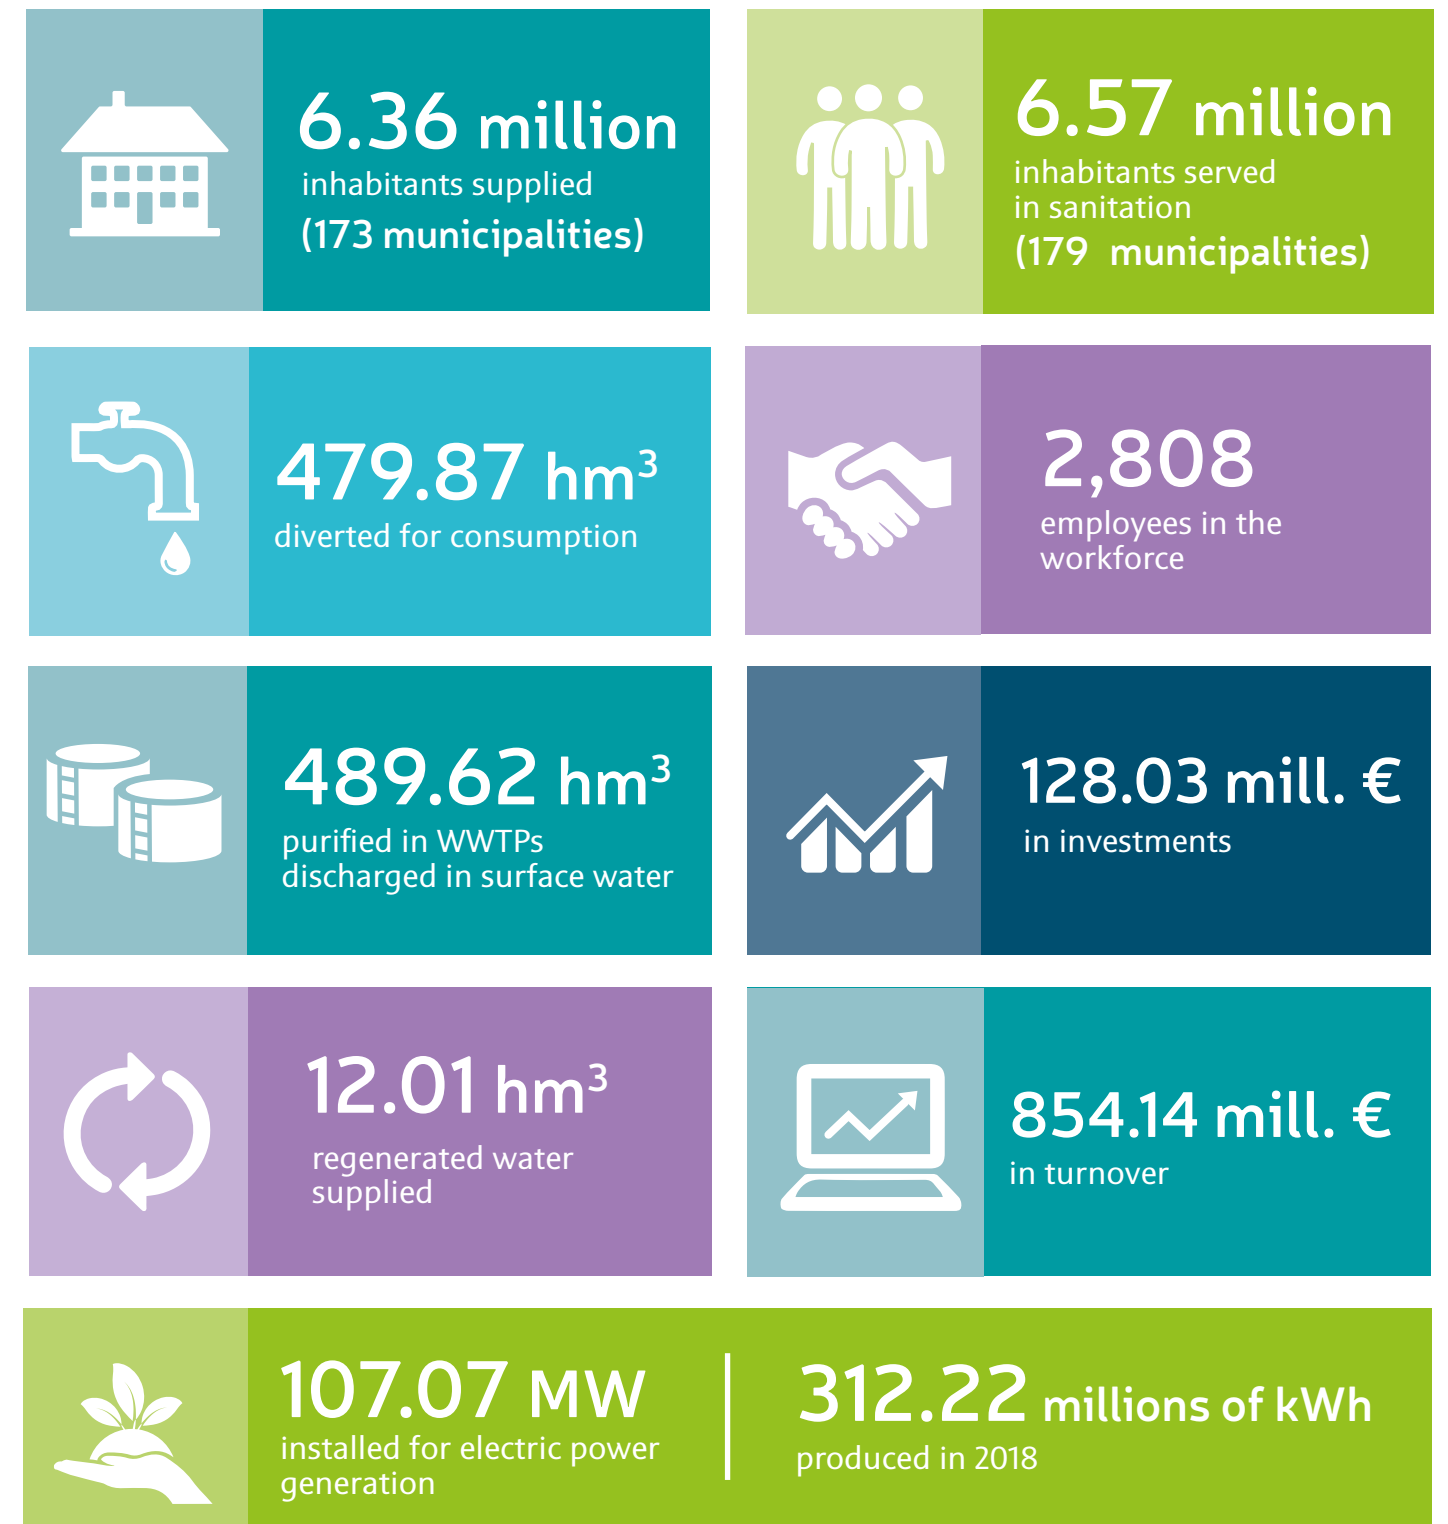 6.36 million
inhabitants supplied
(173 municipalities)
6.57 million
inhabitants served
in sanitation
(179 municipalities)
479.87 hm³
diverted for consumption
2,808
employees in the
workforce
489.62 hm³
purified in WWTPs
discharged in surface water
128.03 mill. €
in investments
12.01 hm³
regenerated water
supplied
854.14 mill. €
in turnover
107.07 MW
installed for electric power
generation
312.22 millions of kWh
produced in 2018